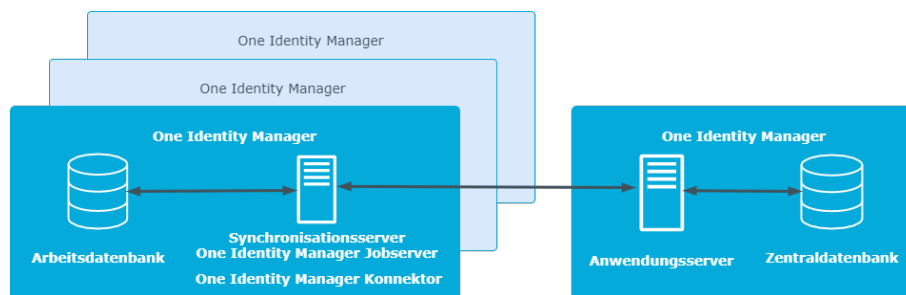 One Identity Manager
One Identity Manager
One Identity Manager
Arbeitsdatenbank
Synchronisationsserver
One Identity Manager Jobserver
One Identity Manager Konnektor
One Identity Manager
Anwendungsserver
Zentraldatenbank